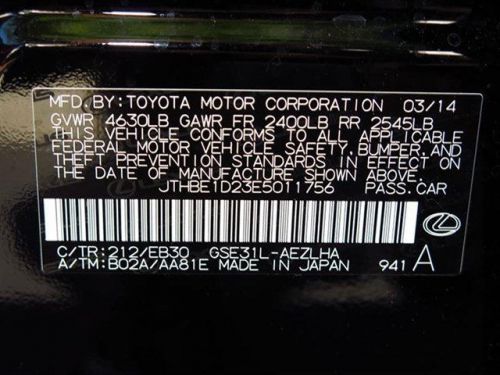 MFD.BY:TOYOTA MOTOR CORPORATION 03/14
GVWR 4630LB GAWR FR 2400LB RR 2545LB
THIS VEHICLE CONFORMS TO ALL APPLICABLE
FEDERAL MOTOR VEHICLE SAFETY, BUMPER, AND
THEFT PREVENTION STANDARDS IN EFFECT ON
THE DATE OF MANUFACTURE SHOWN ABOVE.
JTHBE1D23E5011756 PASS.CAR
C/TR:212/EB30 GSE31L-AEZLHA
A/TM:B02A/AA81E MADE IN JAPAN 941 A